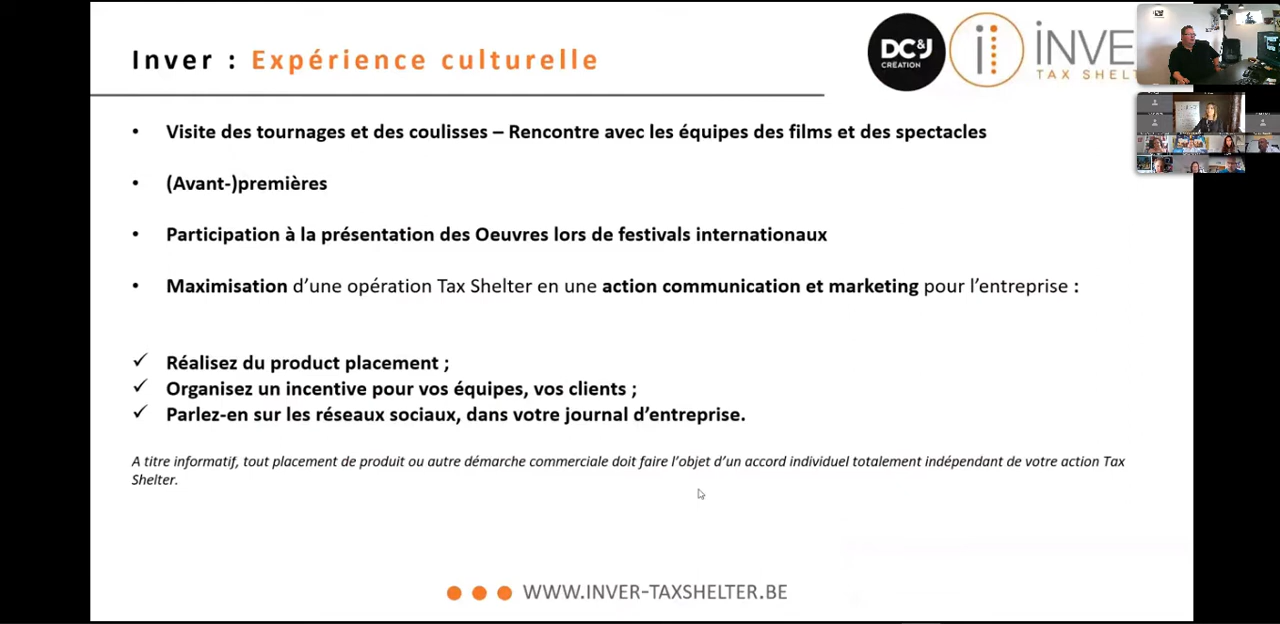 Inver : Expérience culturelle
DC&J
CREATION
INVE
TAX SHELT
• Visite des tournages et des coulisses – Rencontre avec les équipes des films et des spectacles
• (Avant-)premières
• Participation à la présentation des Oeuvres lors de festivals internationaux
• Maximisation d’une opération Tax Shelter en une action communication et marketing pour l’entreprise :
✓ Réalisez du product placement ;
✓ Organisez un incentive pour vos équipes, vos clients ;
✓ Parlez-en sur les réseaux sociaux, dans votre journal d’entreprise.
A titre informatif, tout placement de produit ou autre démarche commerciale doit faire l’objet d’un accord individuel totalement indépendant de votre action Tax
Shelter.
WWW.INVER-TAXSHELTER.BE